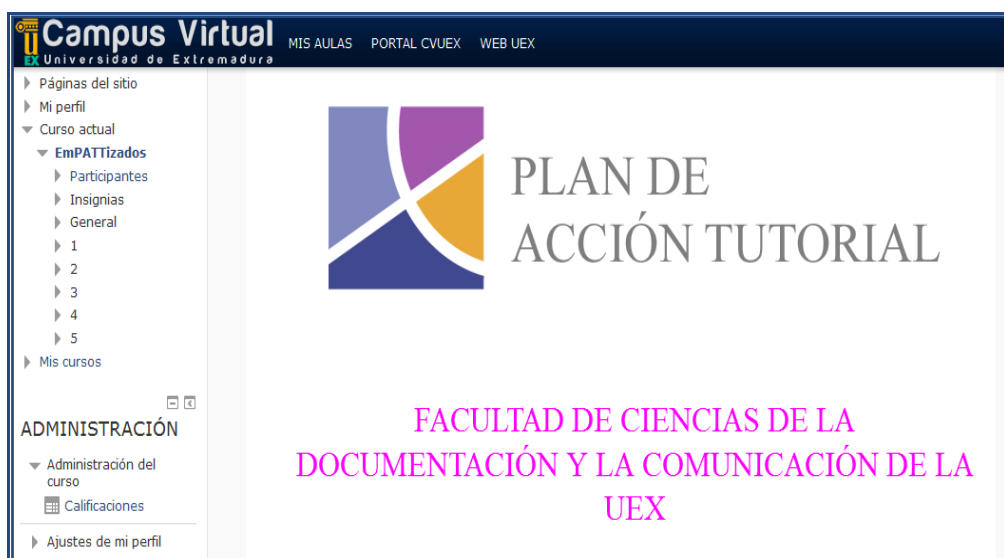 Campus Virtual
EX Universidad de Extremadura
MIS AULAS PORTAL CVUEX WEB UEX
Páginas del sitio
Mi perfil
Curso actual
EmPATTizados
Participantes
Insignias
General
1
2
3
4
5
Mis cursos
ADMINISTRACIÓN
Administración del
curso
Calificaciones
Ajustes de mi perfil
PLAN DE
ACCIÓN TUTORIAL
FACULTAD DE CIENCIAS DE LA
DOCUMENTACIÓN Y LA COMUNICACIÓN DE LA
UEX